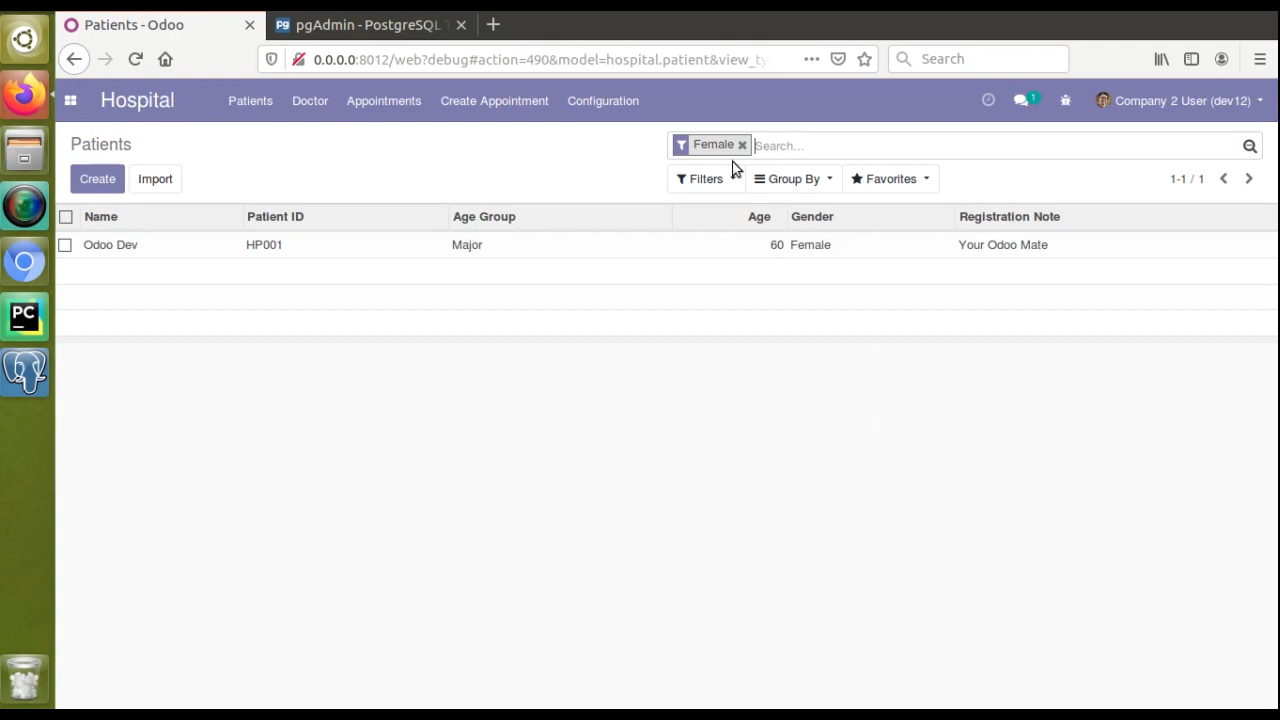 Patients - Odoo
pgAdmin - PostgreSQL
0.0.0.0:8012/web?debug#action=490&model=hospital.patient&view_ty
Search
Hospital
Patients Doctor Appointments Create Appointment Configuration
1 Company 2 User (dev12)
Patients
Female Search...
Create Import
Filters Group By Favorites
1-1 / 1
Name Patient ID Age Group Age Gender Registration Note
Odoo Dev HP001 Major 60 Female Your Odoo Mate
PC